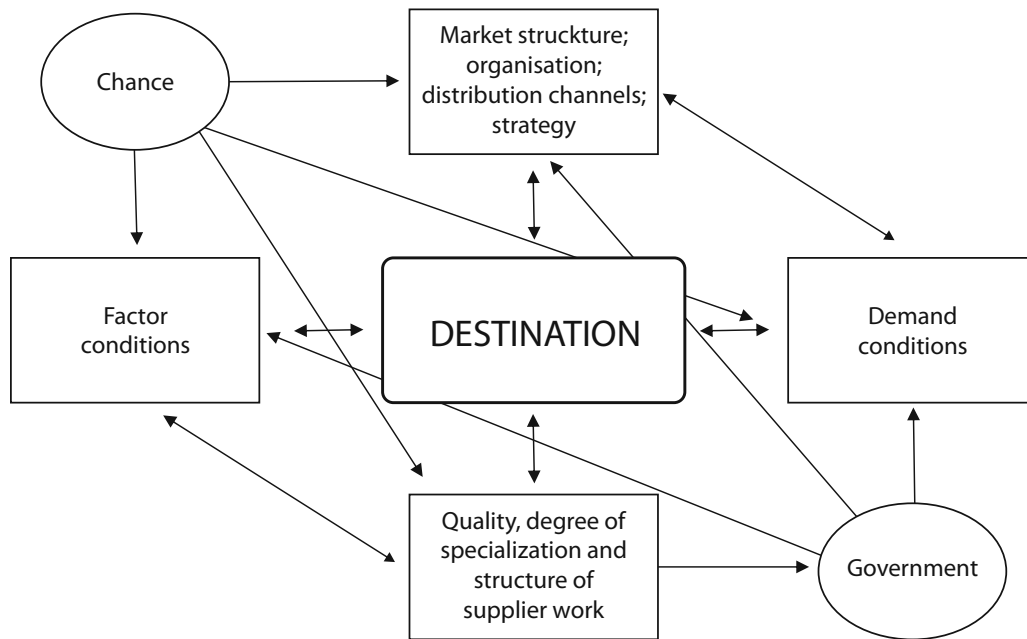 Chance
Market struckture;
organisation;
distribution channels;
strategy
Factor
conditions
DESTINATION
Demand
conditions
Quality, degree of
specialization and
structure of
supplier work
Government